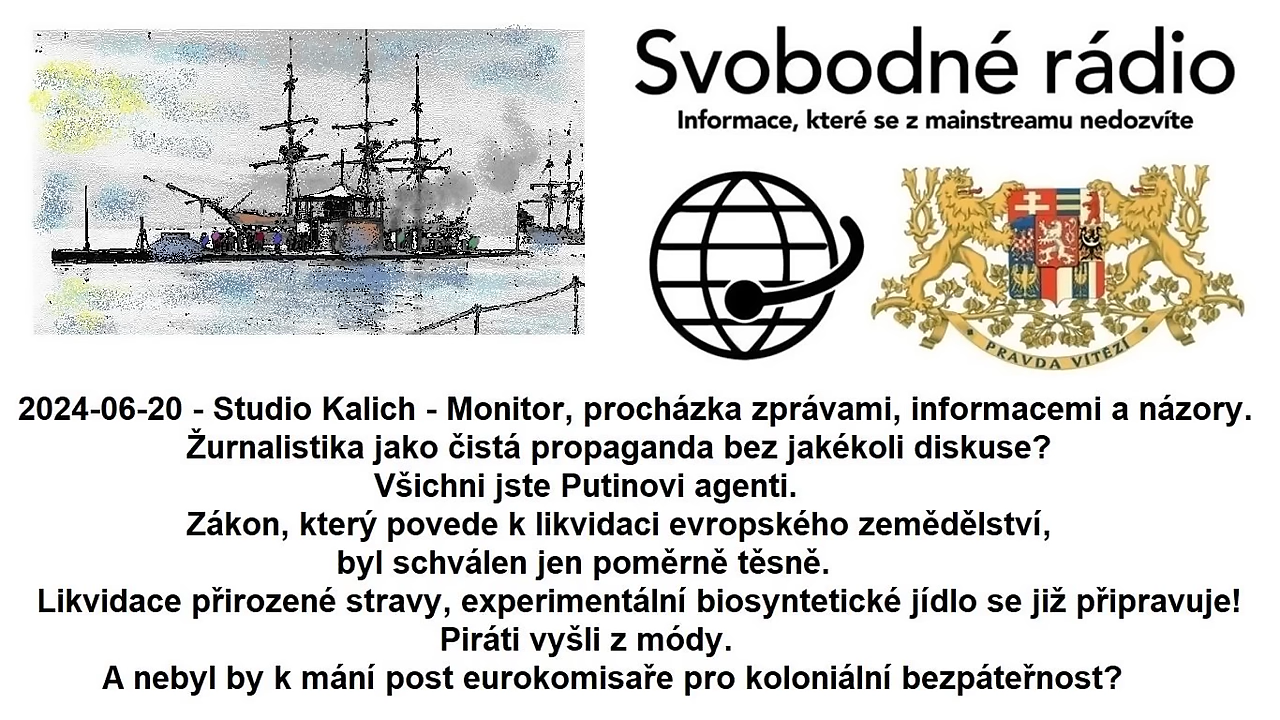 Svobodné rádio
Informace, které se z mainstreamu nedozvíte
PRAVDA VÍTĚZÍ
2024-06-20 - Studio Kalich - Monitor, procházka zprávami, informacemi a názory.
Žurnalistika jako čistá propaganda bez jakékoli diskuse?
Všichni jste Putinovi agenti.
Zákon, který povede k likvidaci evropského zemědělství,
byl schválen jen poměrně těsně.
Likvidace přirozené stravy, experimentální biosyntetické jídlo se již připravuje!
Piráti vyšli z módy.
A nebyl by k mání post eurokomisaře pro koloniální bezpáteřnost?